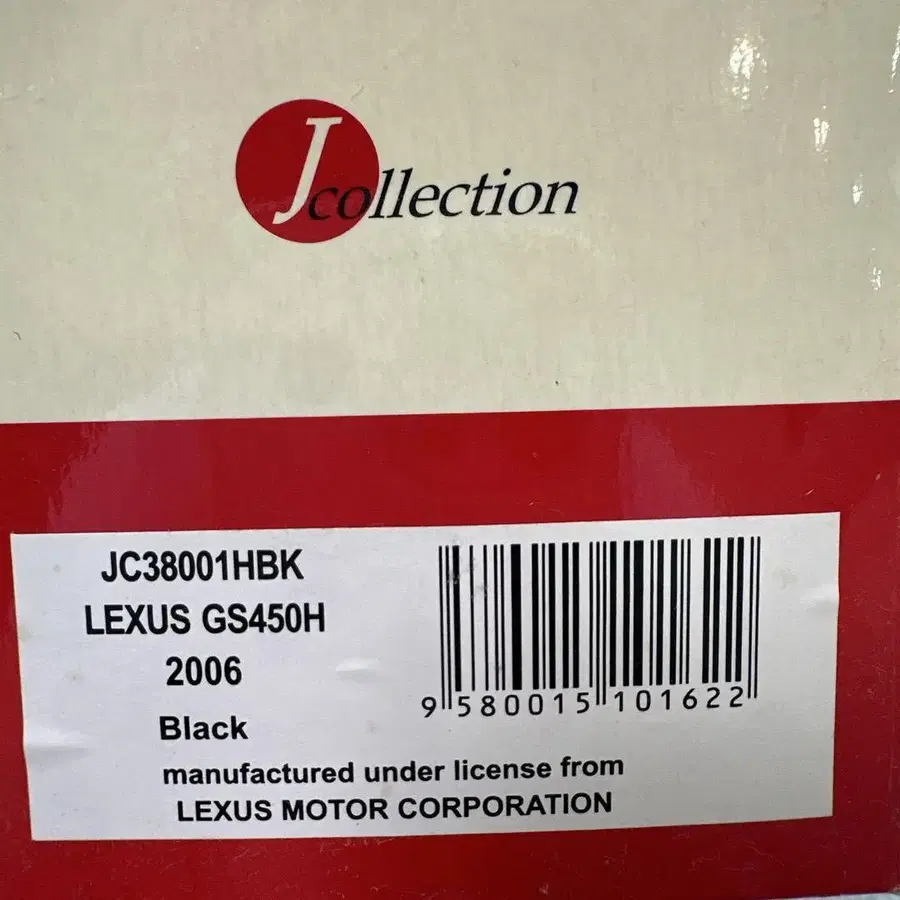 Jcollection
JC38001HBK
LEXUS GS450H
2006
Black
manufactured under license from
LEXUS MOTOR CORPORATION
9 580015 101622